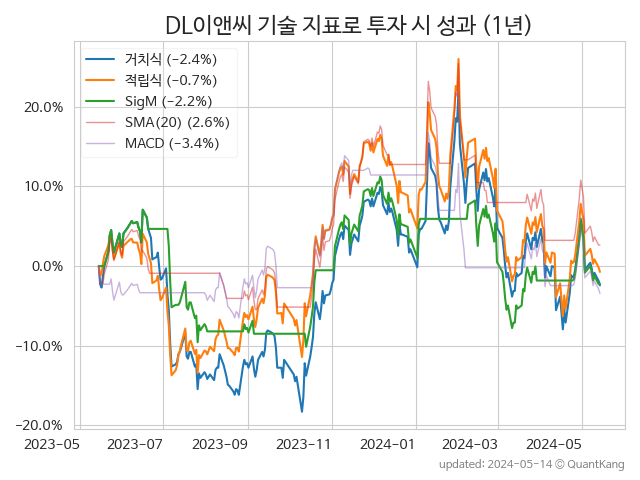 DL이앤씨 기술 지표로 투자 시 성과 (1년)
거치식 (−2.4%)
적립식 (−0.7%)
SigM (−2.2%)
SMA(20) (2.6%)
MACD (−3.4%)
20.0%
10.0%
0.0%
−10.0%
−20.0%
2023−05 2023−07 2023−09 2023−11 2024−01 2024−03 2024−05
updated: 2024−05−14 ⓒ QuantKang